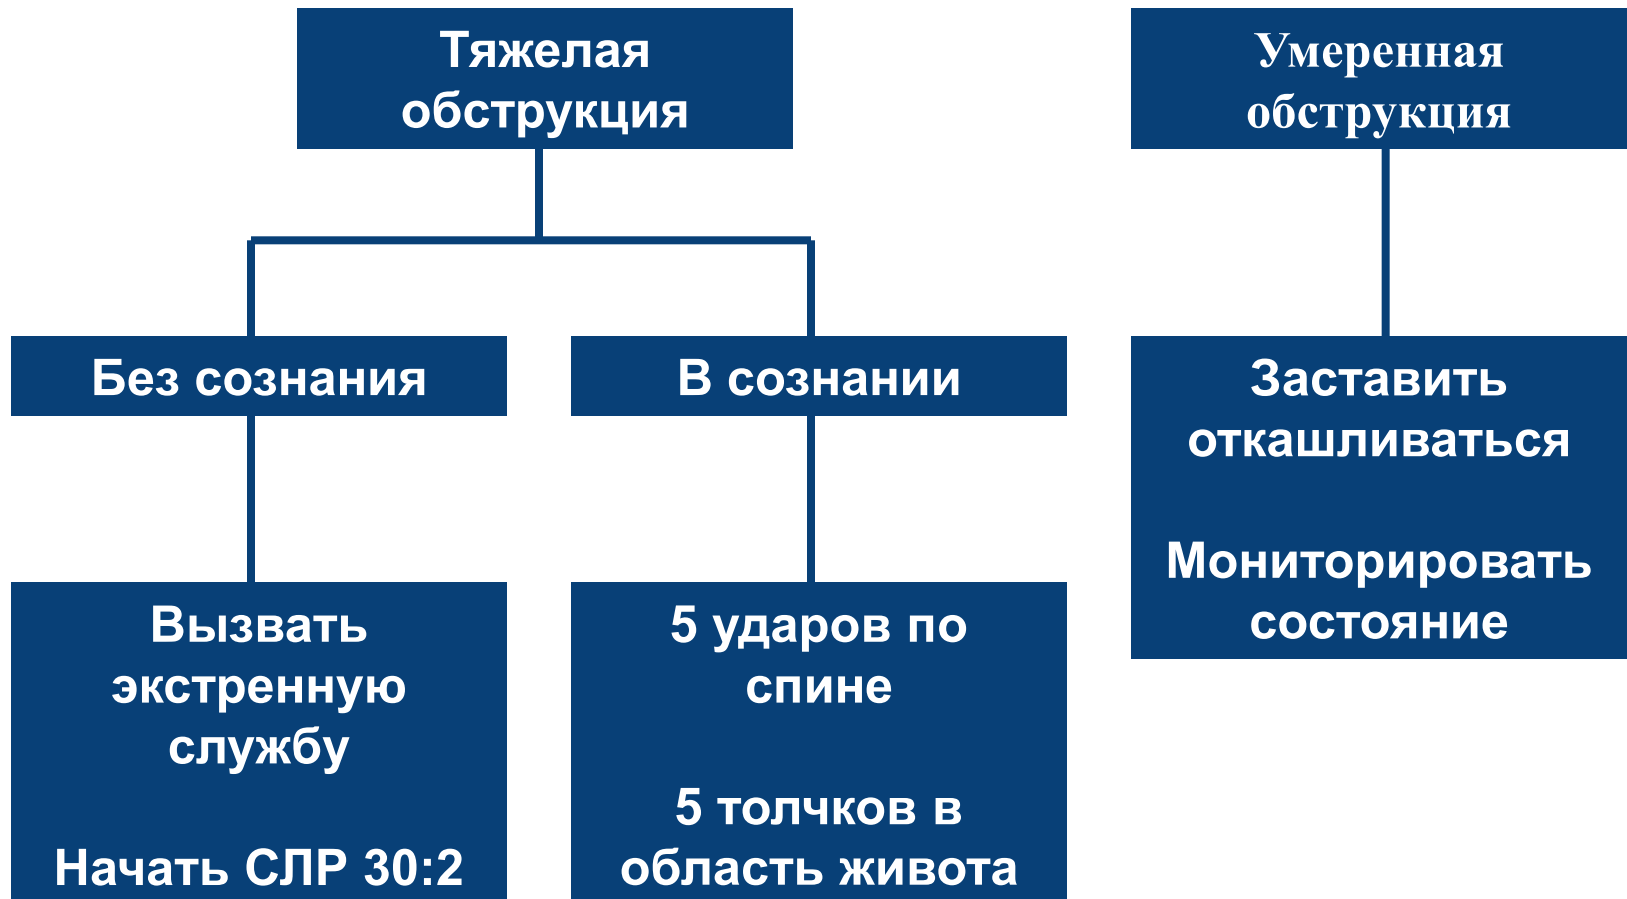 Тяжелая
обструкция
Умеренная
обструкция
Без сознания
В сознании
Заставить
откашливаться
Мониторировать
состояние
Вызвать
экстренную
службу
Начать СЛР 30:2
5 ударов по
спине
5 толчков в
область живота